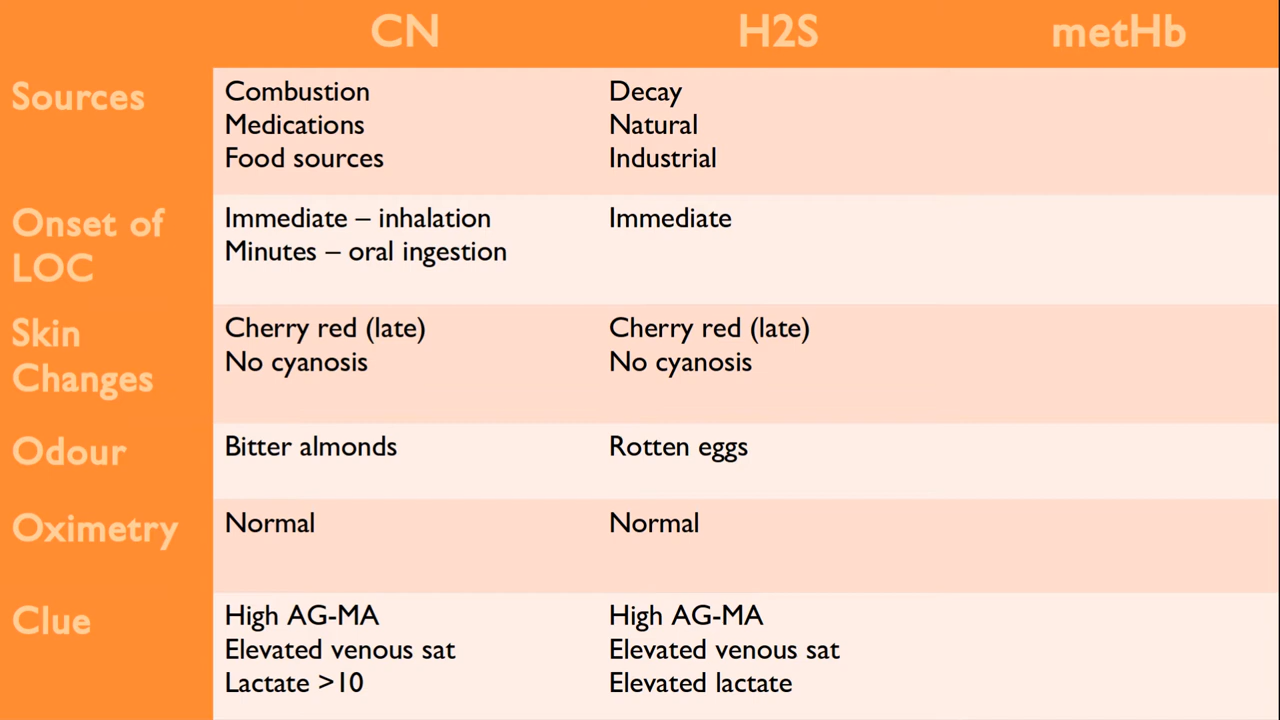 CN H2S metHb
Sources
Combustion
Medications
Food sources
Decay
Natural
Industrial
Onset of
LOC
Immediate – inhalation
Minutes – oral ingestion
Immediate
Skin
Changes
Cherry red (late)
No cyanosis
Cherry red (late)
No cyanosis
Odour
Bitter almonds
Rotten eggs
Oximetry
Normal
Normal
Clue
High AG-MA
Elevated venous sat
Lactate >10
High AG-MA
Elevated venous sat
Elevated lactate